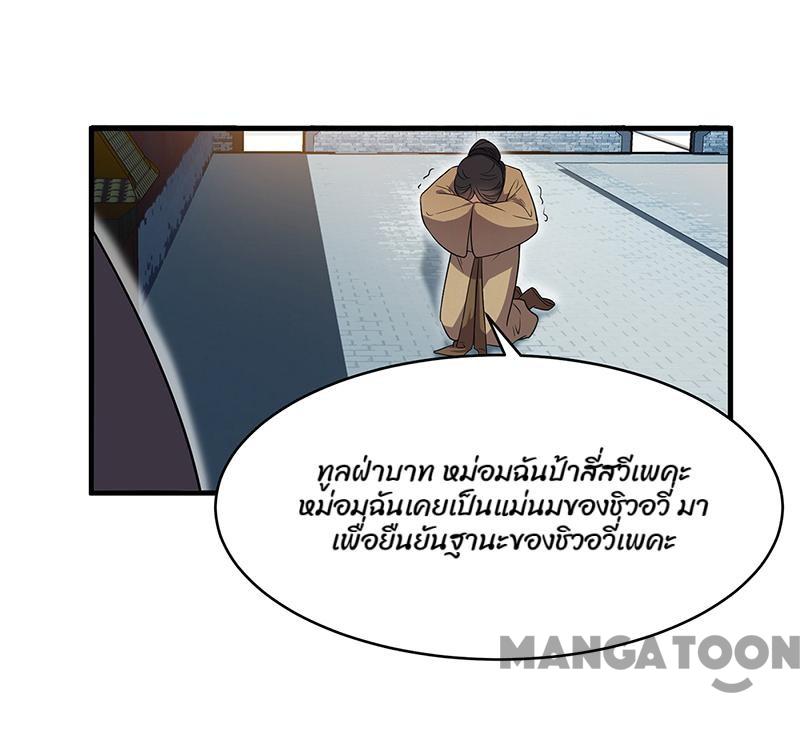 ทูลฝ่าบาท หม่อมฉันป้าสี่สวีเพคะ
หม่อมฉันเคยเป็นแม่นมของชิวอวี่ มา
เพื่อยืนยันฐานะของชิวอวี่เพคะ
MANGATOON